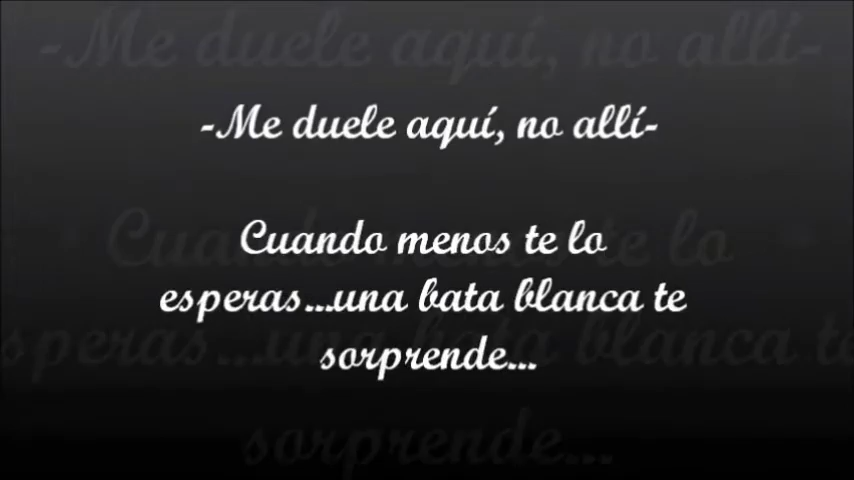 -Me duele aquí, no allí-
Cuando menos te lo
esperas...una bata blanca te
sorprende...